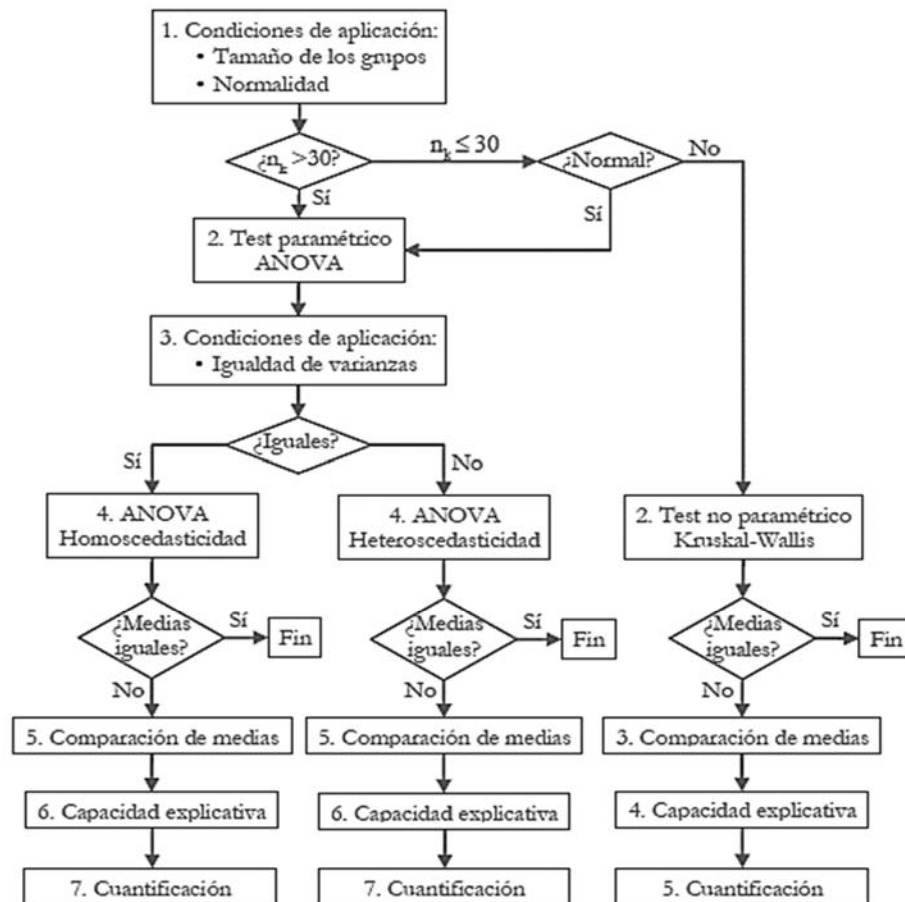 1. Condiciones de aplicación:
• Tamaño de los grupos
• Normalidad
¿nk >30?
nk ≤ 30
¿Normal?
No
Sí
Sí
2. Test paramétrico
ANOVA
3. Condiciones de aplicación:
• Igualdad de varianzas
¿Iguales?
Sí
No
4. ANOVA
Homoscedasticidad
4. ANOVA
Heteroscedasticidad
2. Test no paramétrico
Kruskal-Wallis
¿Medias
iguales?
Sí
Fin
No
¿Medias
iguales?
Sí
Fin
No
¿Medias
iguales?
Sí
Fin
No
5. Comparación de medias
5. Comparación de medias
3. Comparación de medias
6. Capacidad explicativa
6. Capacidad explicativa
4. Capacidad explicativa
7. Cuantificación
7. Cuantificación
5. Cuantificación